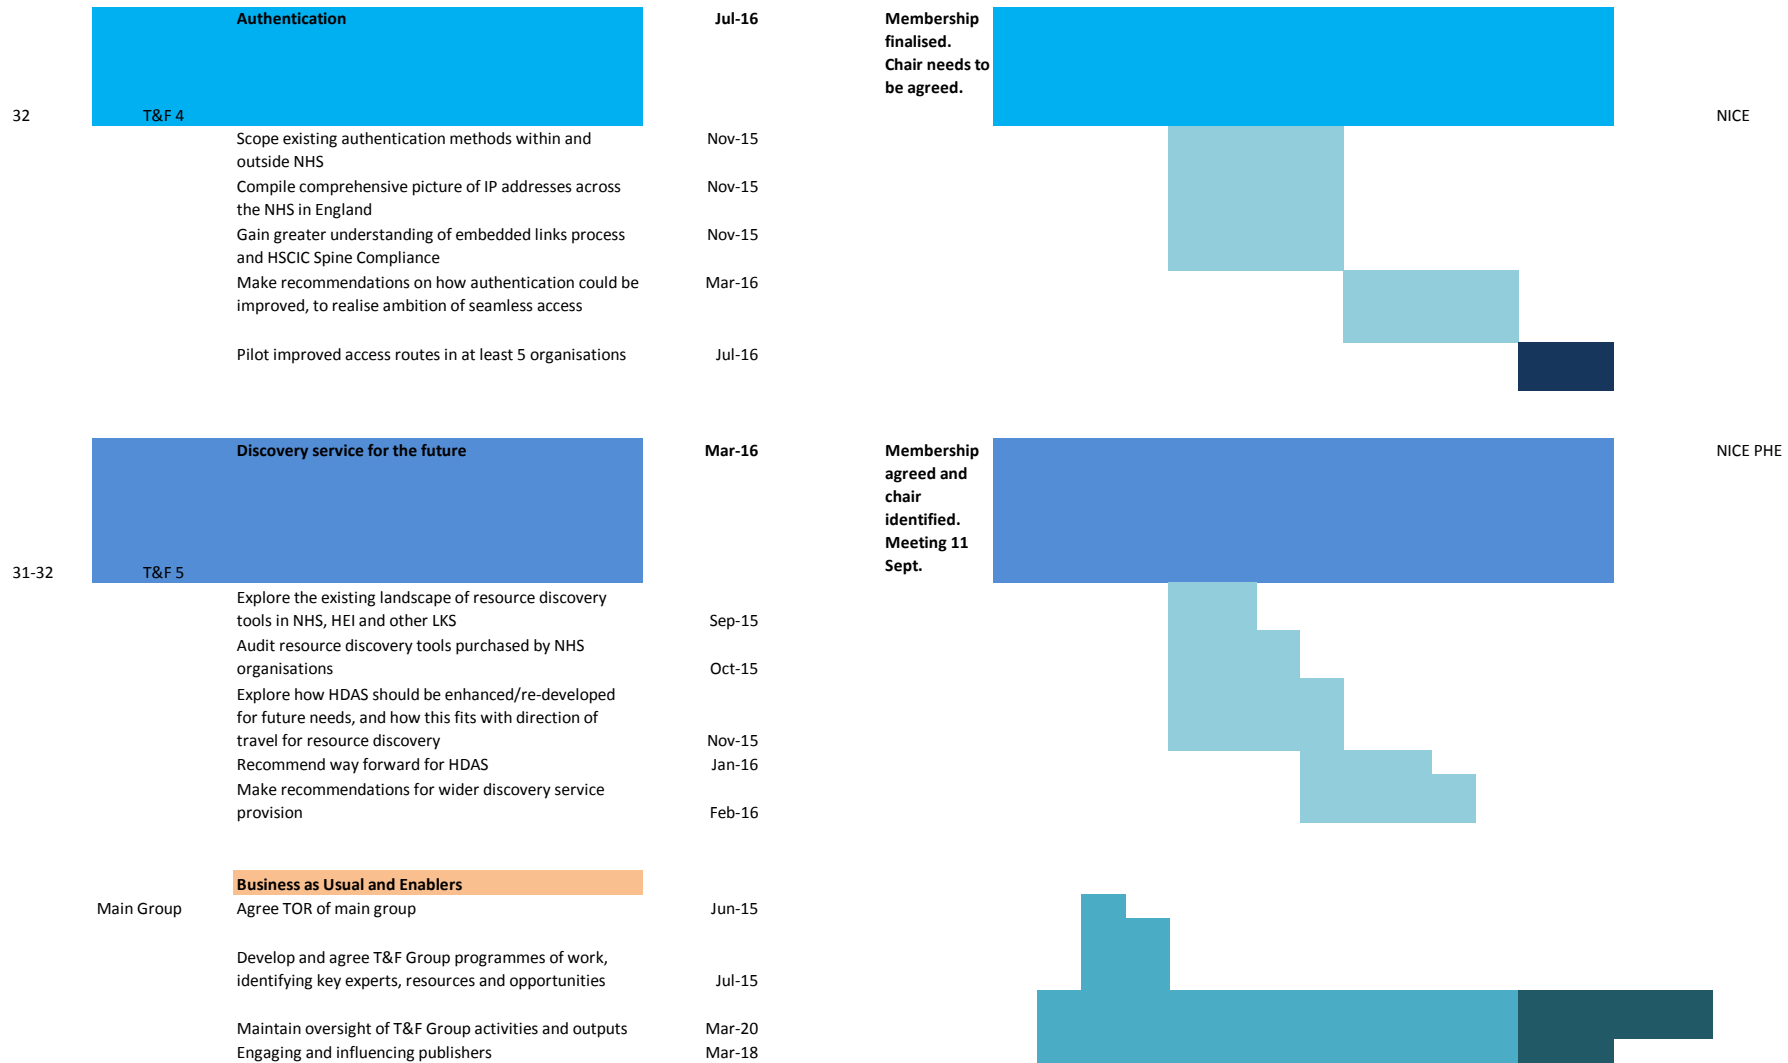 Authentication Jul-16 Membership
finalised.
Chair needs to
be agreed.
32 T&F 4 NICE
Scope existing authentication methods within and Nov-15
outside NHS
Compile comprehensive picture of IP addresses across Nov-15
the NHS in England
Gain greater understanding of embedded links process Nov-15
and HSCIC Spine Compliance
Make recommendations on how authentication could be Mar-16
improved, to realise ambition of seamless access
Pilot improved access routes in at least 5 organisations Jul-16
Discovery service for the future Mar-16 Membership NICE PHE
agreed and
chair
identified.
Meeting 11
31-32 T&F 5 Sept.
Explore the existing landscape of resource discovery
tools in NHS, HEI and other LKS Sep-15
Audit resource discovery tools purchased by NHS
organisations Oct-15
Explore how HDAS should be enhanced/re-developed
for future needs, and how this fits with direction of
travel for resource discovery Nov-15
Recommend way forward for HDAS Jan-16
Make recommendations for wider discovery service
provision Feb-16
Business as Usual and Enablers
Main Group Agree TOR of main group Jun-15
Develop and agree T&F Group programmes of work,
identifying key experts, resources and opportunities Jul-15
Maintain oversight of T&F Group activities and outputs Mar-20
Engaging and influencing publishers Mar-18